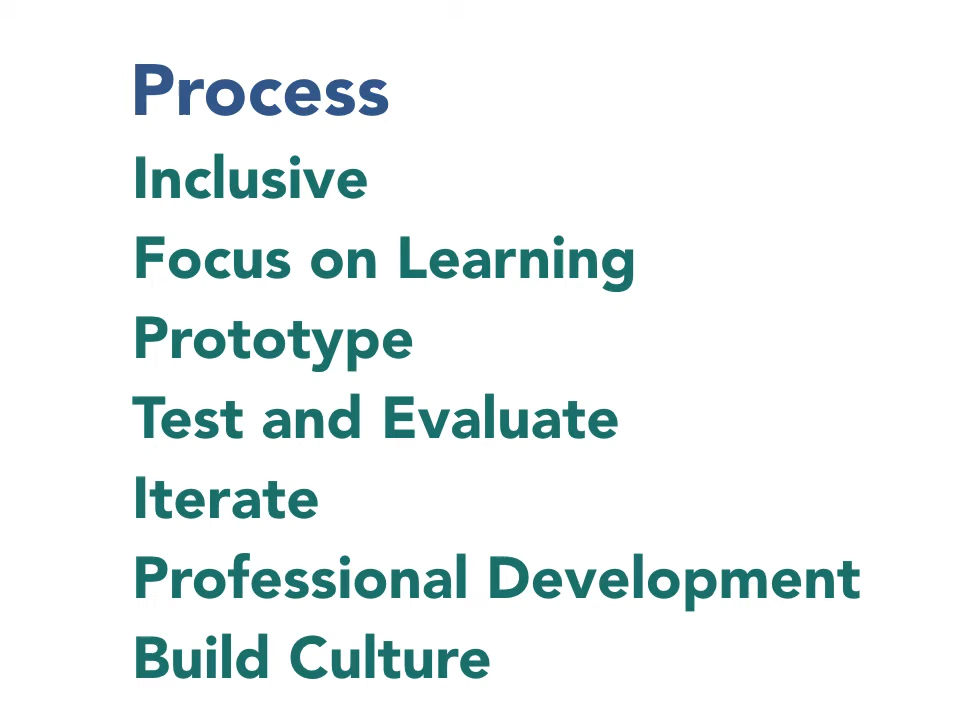 Process
Inclusive
Focus on Learning
Prototype
Test and Evaluate
Iterate
Professional Development
Build Culture